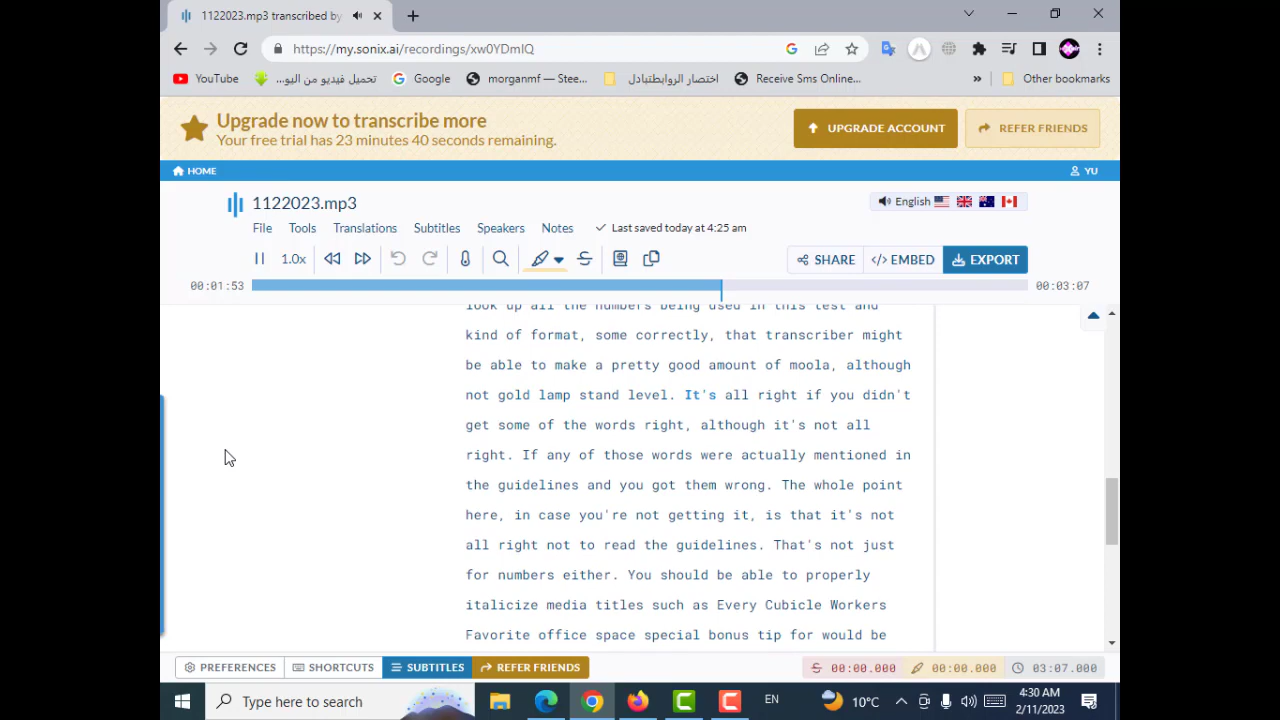 1122023.mp3 transcribed by
https://my.sonix.ai/recordings/xw0YDmIQ
YouTube
تحميل فيديو من اليو...
Google
morganmf — Stee...
اختصار الروابطتبادل
Receive Sms Online...
»
Other bookmarks
Upgrade now to transcribe more
Your free trial has 23 minutes 40 seconds remaining.
UPGRADE ACCOUNT
REFER FRIENDS
HOME
YU
1122023.mp3
English
File Tools Translations Subtitles Speakers Notes
Last saved today at 4:25 am
1.0x
SHARE
</> EMBED
EXPORT
00:01:53
00:03:07
look up all the numbers being used in this test and
kind of format, some correctly, that transcriber might
be able to make a pretty good amount of moola, although
not gold lamp stand level. It's all right if you didn't
get some of the words right, although it's not all
right. If any of those words were actually mentioned in
the guidelines and you got them wrong. The whole point
here, in case you're not getting it, is that it's not
all right not to read the guidelines. That's not just
for numbers either. You should be able to properly
italicize media titles such as Every Cubicle Workers
Favorite office space special bonus tip for would be
PREFERENCES
SHORTCUTS
SUBTITLES
REFER FRIENDS
00:00.000
00:00.000
03:07.000
Type here to search
10°C
EN
4:30 AM
2/11/2023